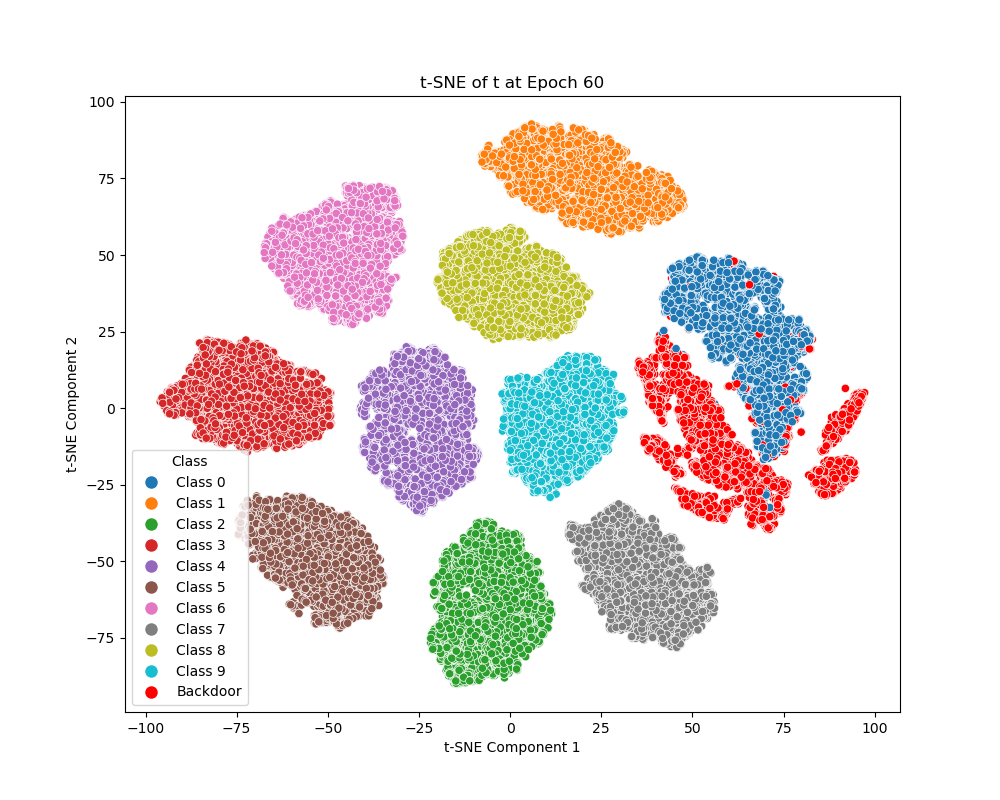 t-SNE of t at Epoch 60
t-SNE Component 2
100
75
50
25
0
−25
−50
−75
Class
Class 0
Class 1
Class 2
Class 3
Class 4
Class 5
Class 6
Class 7
Class 8
Class 9
Backdoor
−100 −75 −50 −25 0 25 50 75 100
t-SNE Component 1